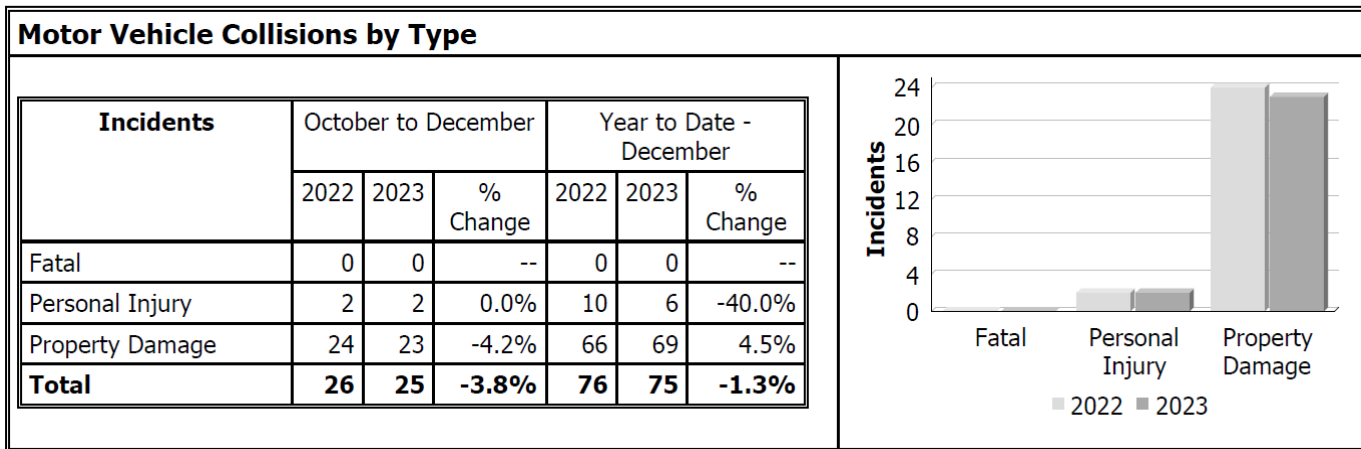 Motor Vehicle Collisions by Type
Incidents October to December Year to Date -
December
2022 2023 % 2022 2023 %
Change Change
Fatal 0 0 -- 0 0 --
Personal Injury 2 2 0.0% 10 6 -40.0%
Property Damage 24 23 -4.2% 66 69 4.5%
Total 26 25 -3.8% 76 75 -1.3%
Incidents
24
20
16
12
8
4
0
Fatal Personal Property
Injury Damage
2022 2023